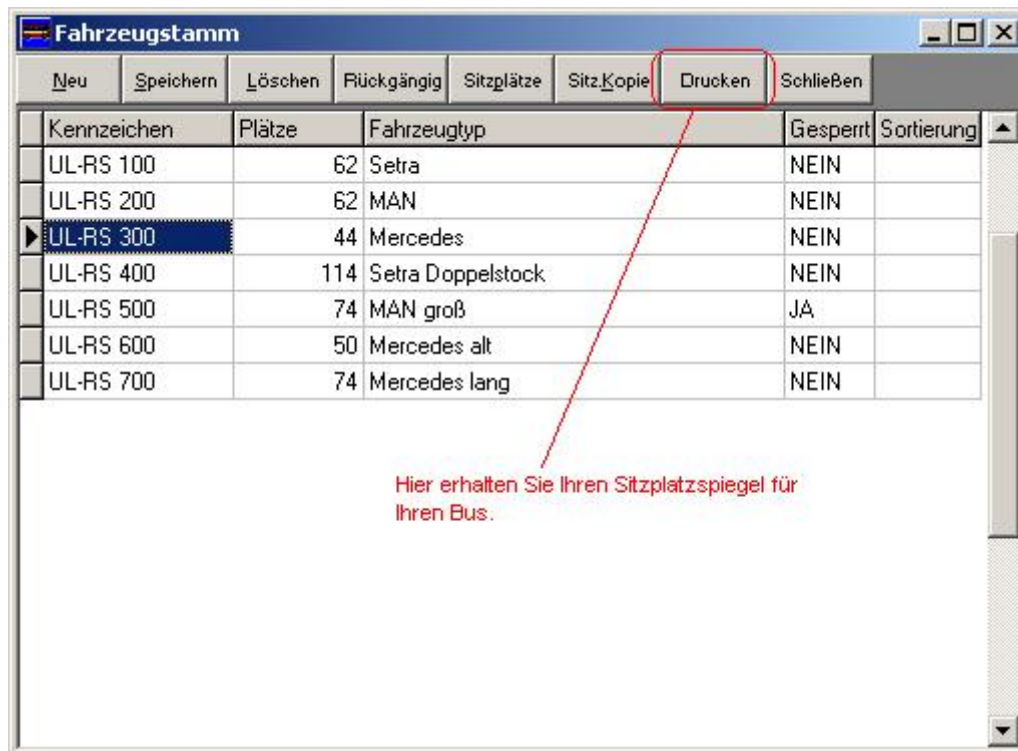 Fahrzeugstamm
Neu Speichern Löschen Rückgängig Sitzplätze Sitz.Kopie Drucken Schließen
Kennzeichen Plätze Fahrzeugtyp Gesperrt Sortierung
UL-RS 100 62 Setra NEIN
UL-RS 200 62 MAN NEIN
UL-RS 300 44 Mercedes NEIN
UL-RS 400 114 Setra Doppelstock NEIN
UL-RS 500 74 MAN groß JA
UL-RS 600 50 Mercedes alt NEIN
UL-RS 700 74 Mercedes lang NEIN
Hier erhalten Sie Ihren Sitzplatzspiegel für
Ihren Bus.